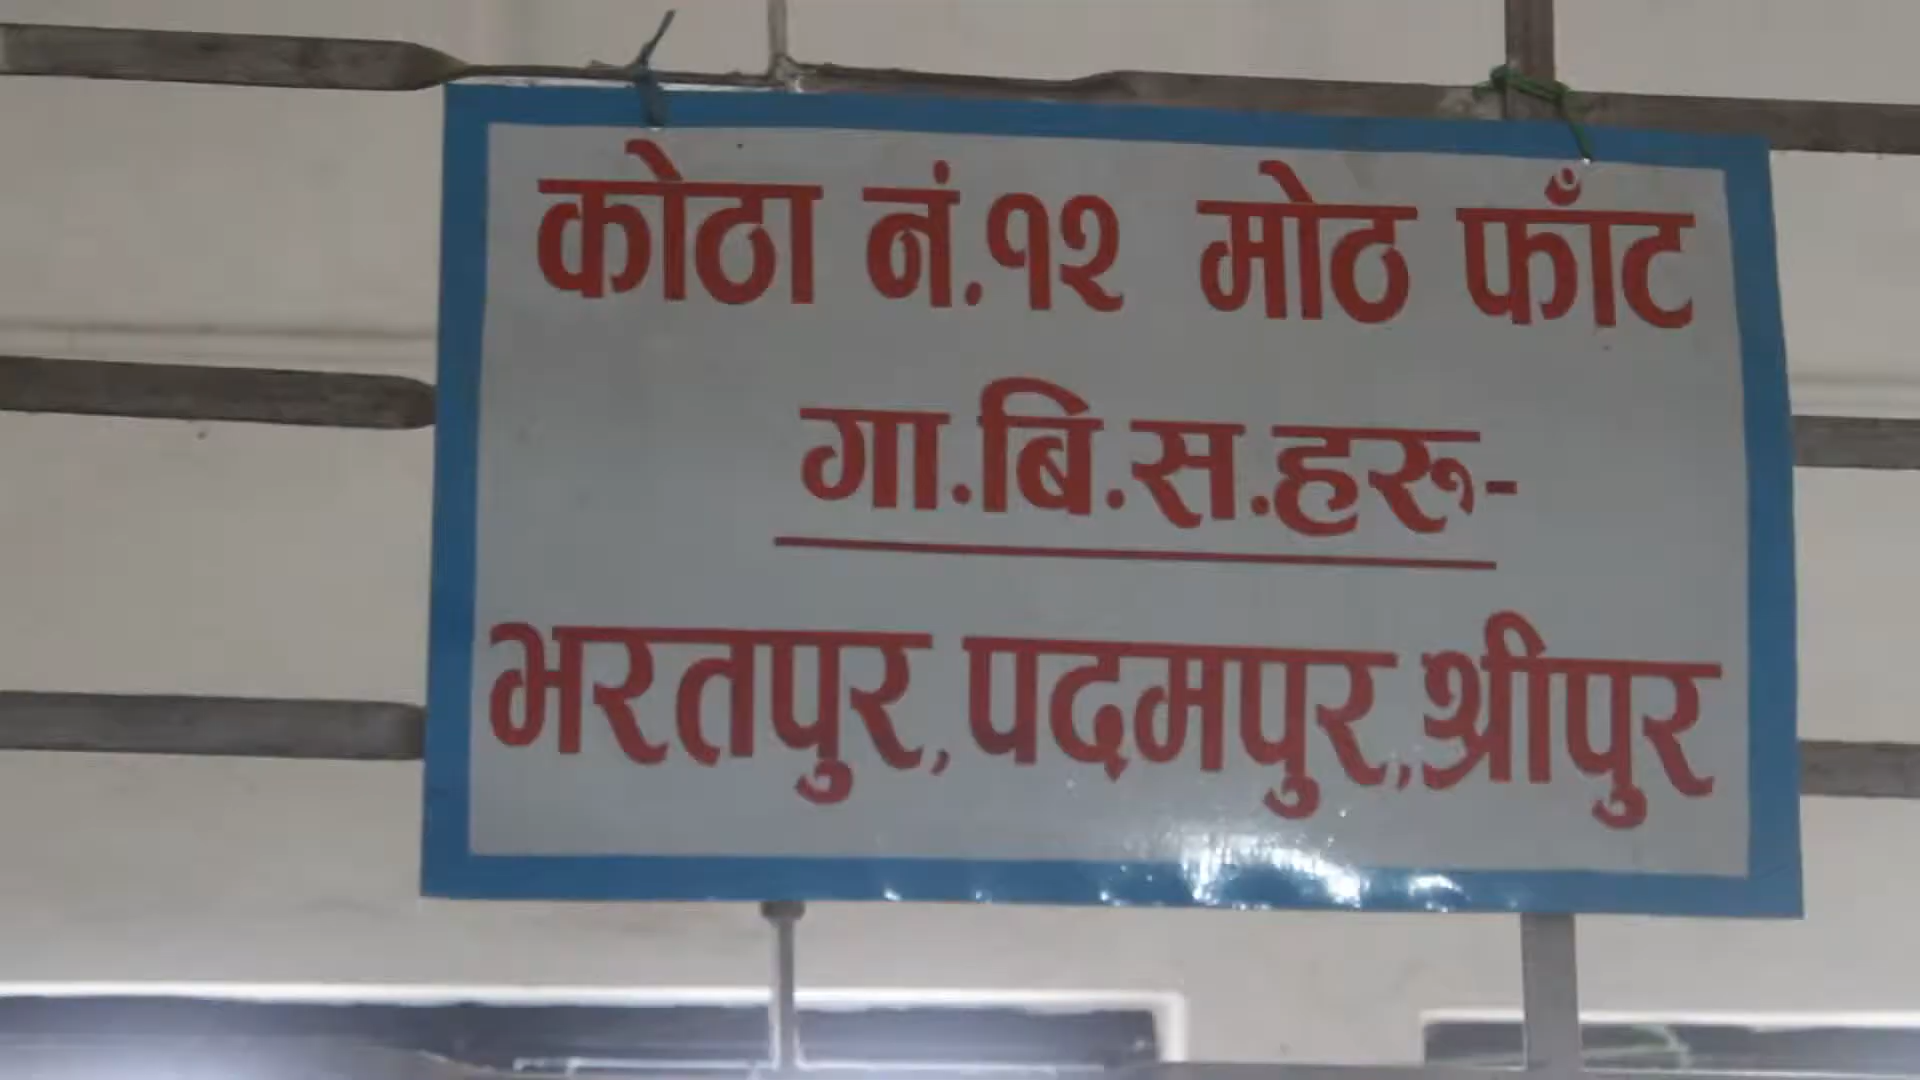 कोठा नं.१२ मोठ फाँट
गा.बि.स.हरू-
भरतपुर,पदमपुर,श्रीपुर